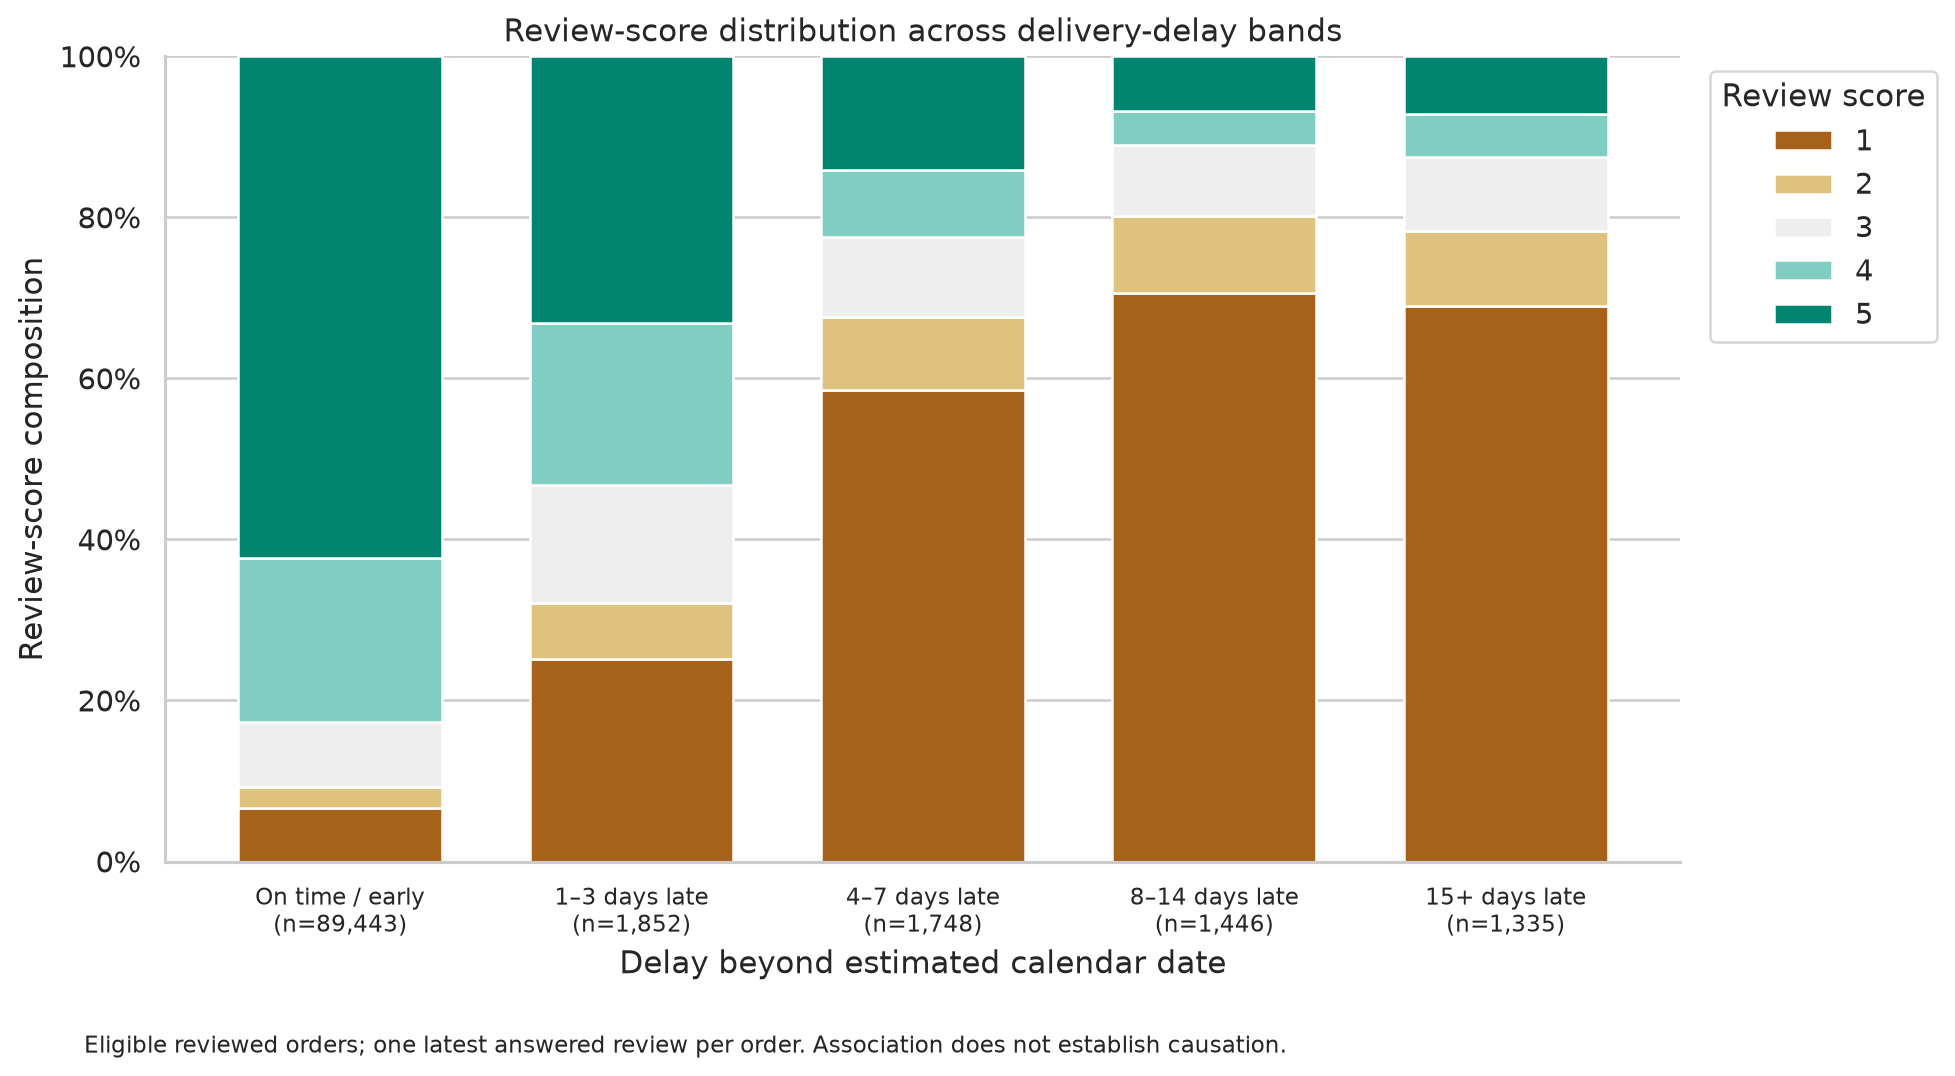 Review-score distribution across delivery-delay bands
100%
80%
60%
40%
20%
0%
Review-score composition
On time / early
(n=89,443)
1–3 days late
(n=1,852)
4–7 days late
(n=1,748)
8–14 days late
(n=1,446)
15+ days late
(n=1,335)
Delay beyond estimated calendar date
Review score
1
2
3
4
5
Eligible reviewed orders; one latest answered review per order. Association does not establish causation.